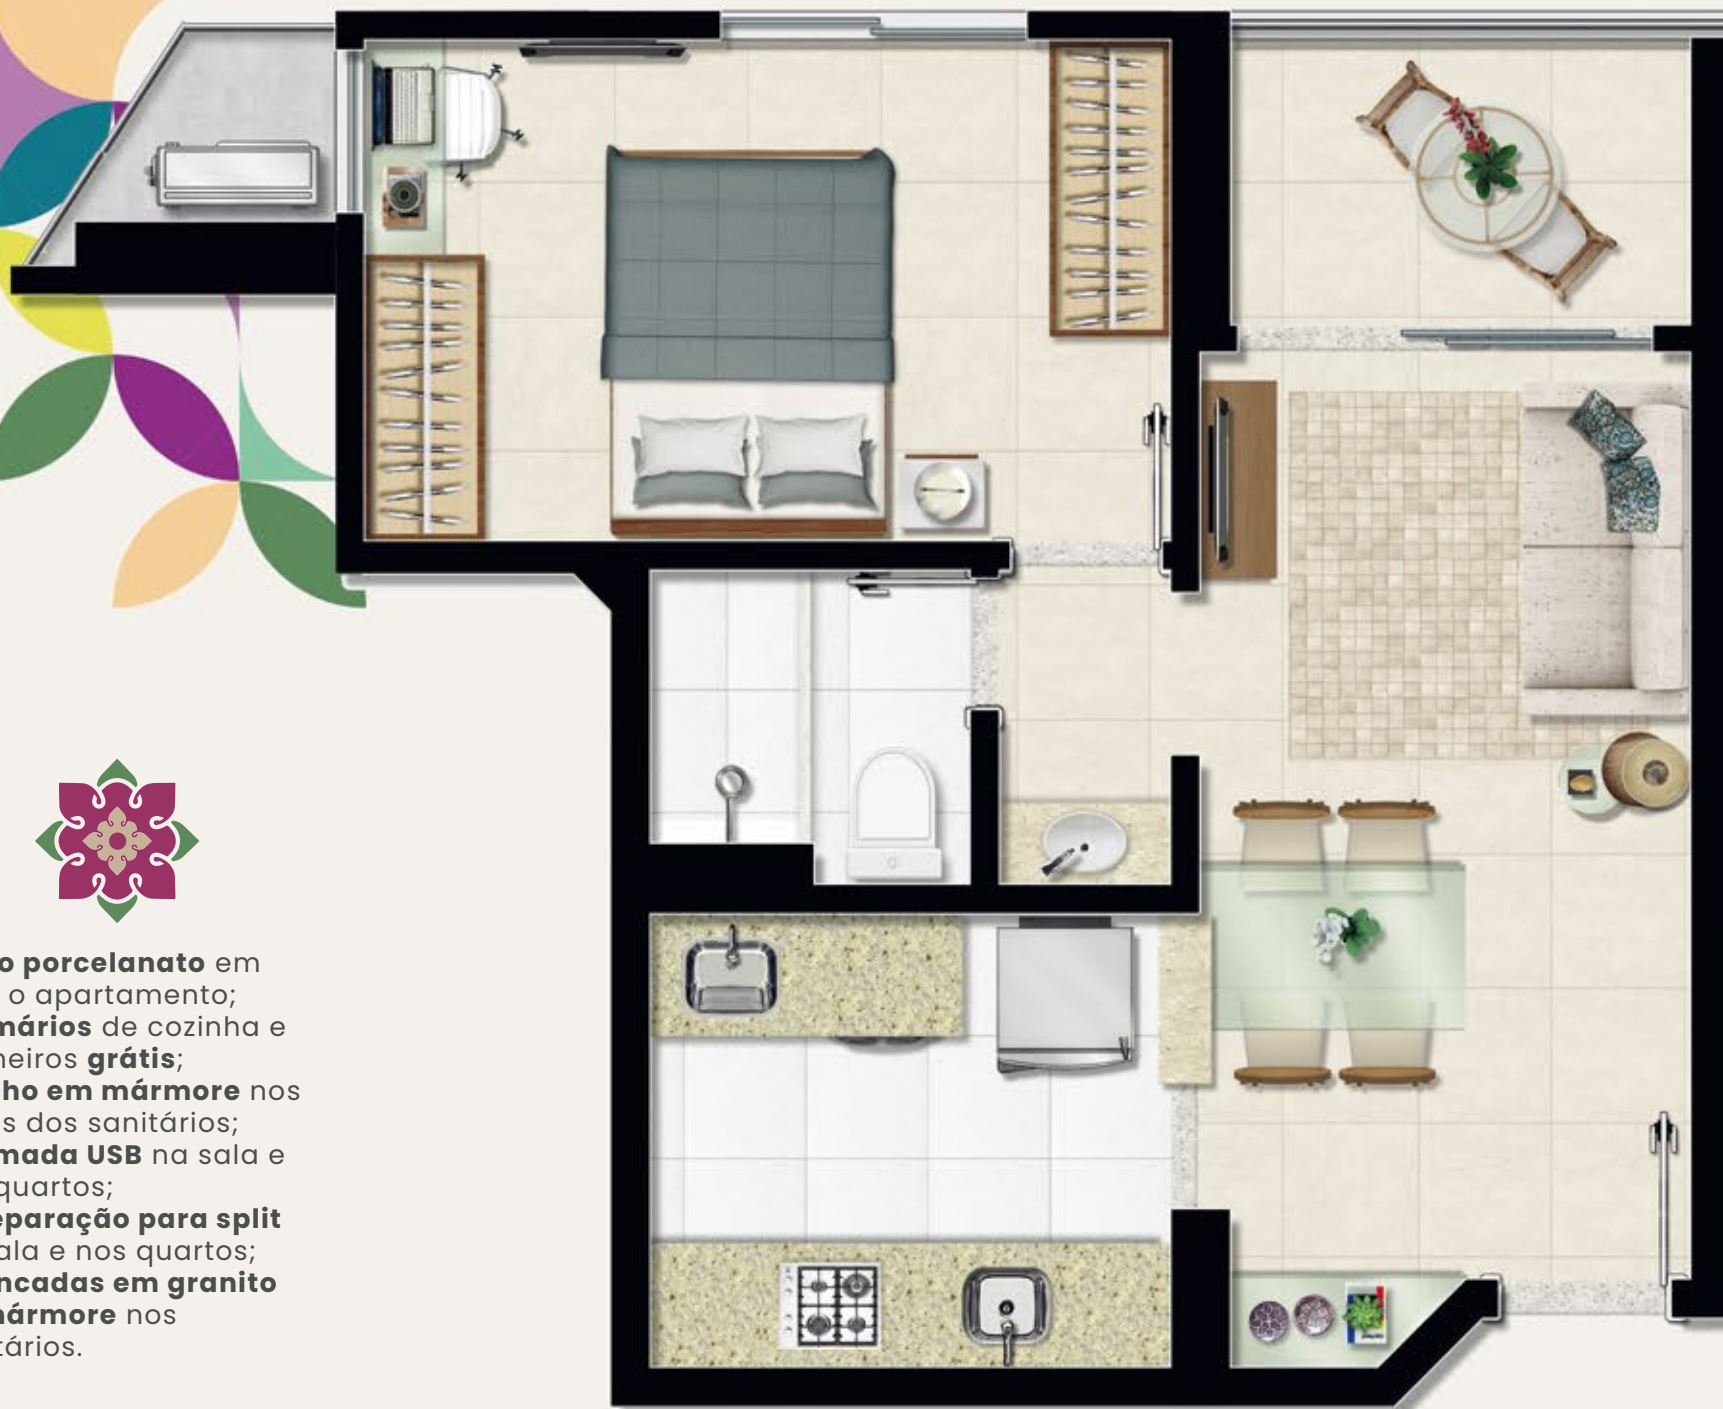 o porcelanato em
o apartamento;
mários de cozinha e
heiros grátis;
ho em mármore nos
s dos sanitários;
mada USB na sala e
quartos;
eparação para split
ala e nos quartos;
ncadas em granito
mármore nos
tários.